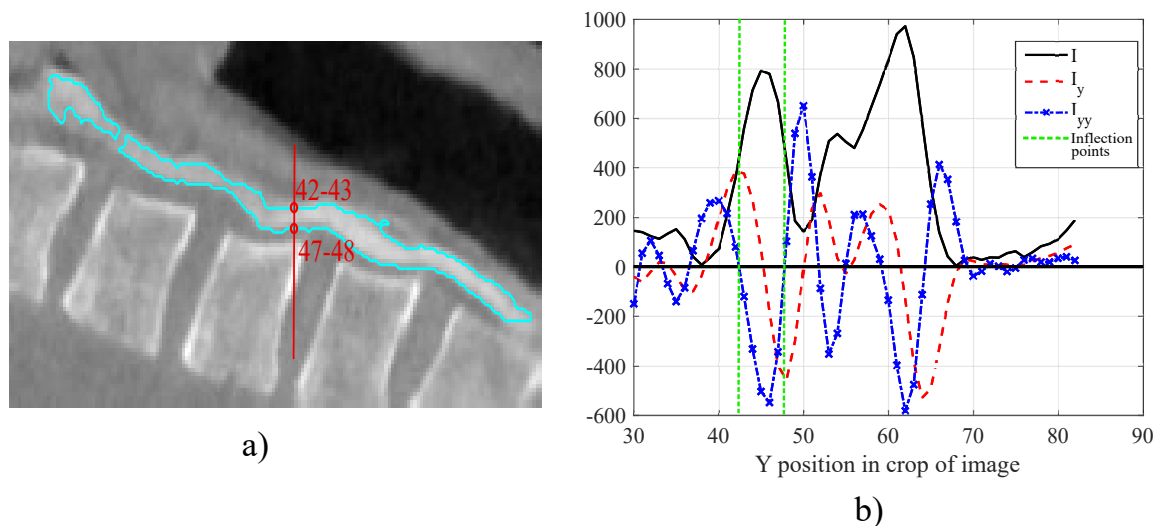 42-43
47-48
a)
1000
800
600
400
200
0
-200
-400
-600
30 40 50 60 70 80 90
Y position in crop of image
I
I_y
I_yy
Inflection
points
b)